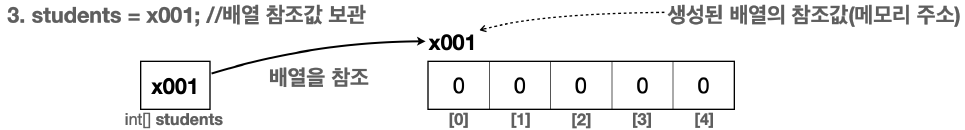 3. students = x001; //배열 참조값 보관
생성된 배열의 참조값(메모리 주소)
x001
배열을 참조
x001
0 0 0 0 0
int[] students
[0] [1] [2] [3] [4]